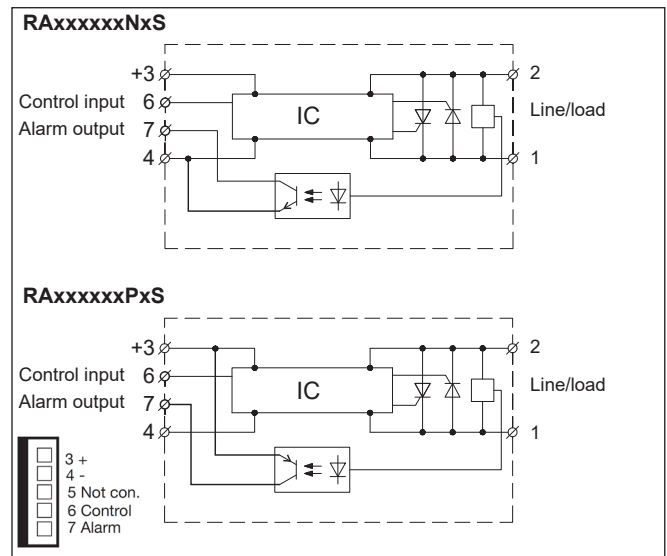 RAxxxxxxNxS
+3
2
Control input 6
IC
Line/load
Alarm output 7
4
1
RAxxxxxxPxS
+3
2
Control input 6
IC
Line/load
Alarm output 7
4
1
3 +
4 -
5 Not con.
6 Control
7 Alarm